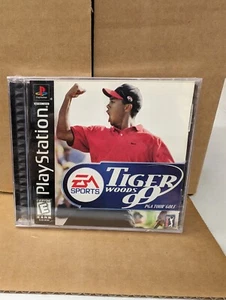 PlayStation
EA
SPORTS
TIGER
WOODS
99
PGA TOUR GOLF
E